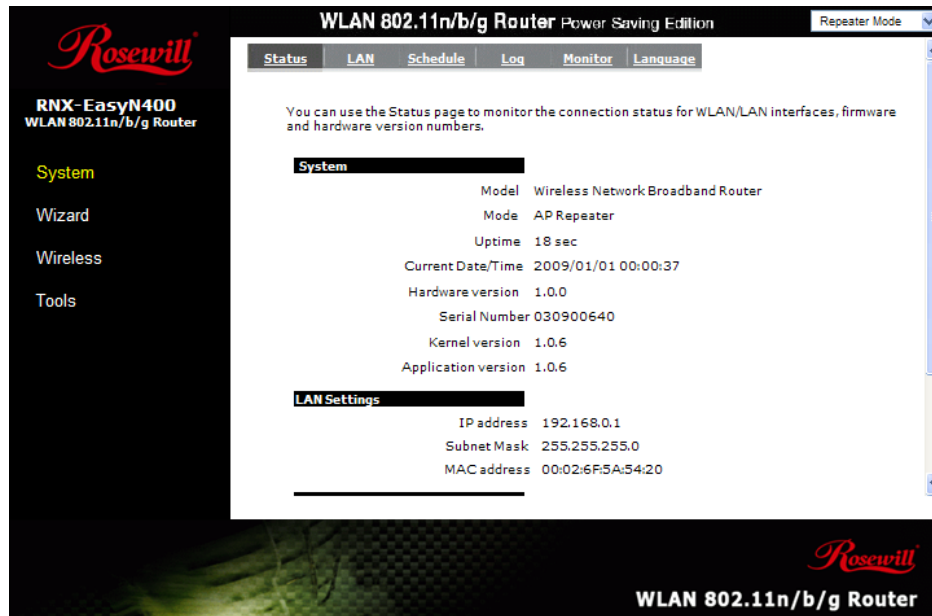 Rosewill
WLAN 802.11n/b/g Router Power Saving Edition
Repeater Mode
Status LAN Schedule Log Monitor Language
RNX-EasyN400
WLAN 802.11n/b/g Router
System
Wizard
Wireless
Tools
You can use the Status page to monitor the connection status for WLAN/LAN interfaces, firmware
and hardware version numbers.
System
Model Wireless Network Broadband Router
Mode AP Repeater
Uptime 18 sec
Current Date/Time 2009/01/01 00:00:37
Hardware version 1.0.0
Serial Number 030900640
Kernel version 1.0.6
Application version 1.0.6
LAN Settings
IP address 192.168.0.1
Subnet Mask 255.255.255.0
MAC address 00:02:6F:5A:54:20
Rosewill
WLAN 802.11n/b/g Router